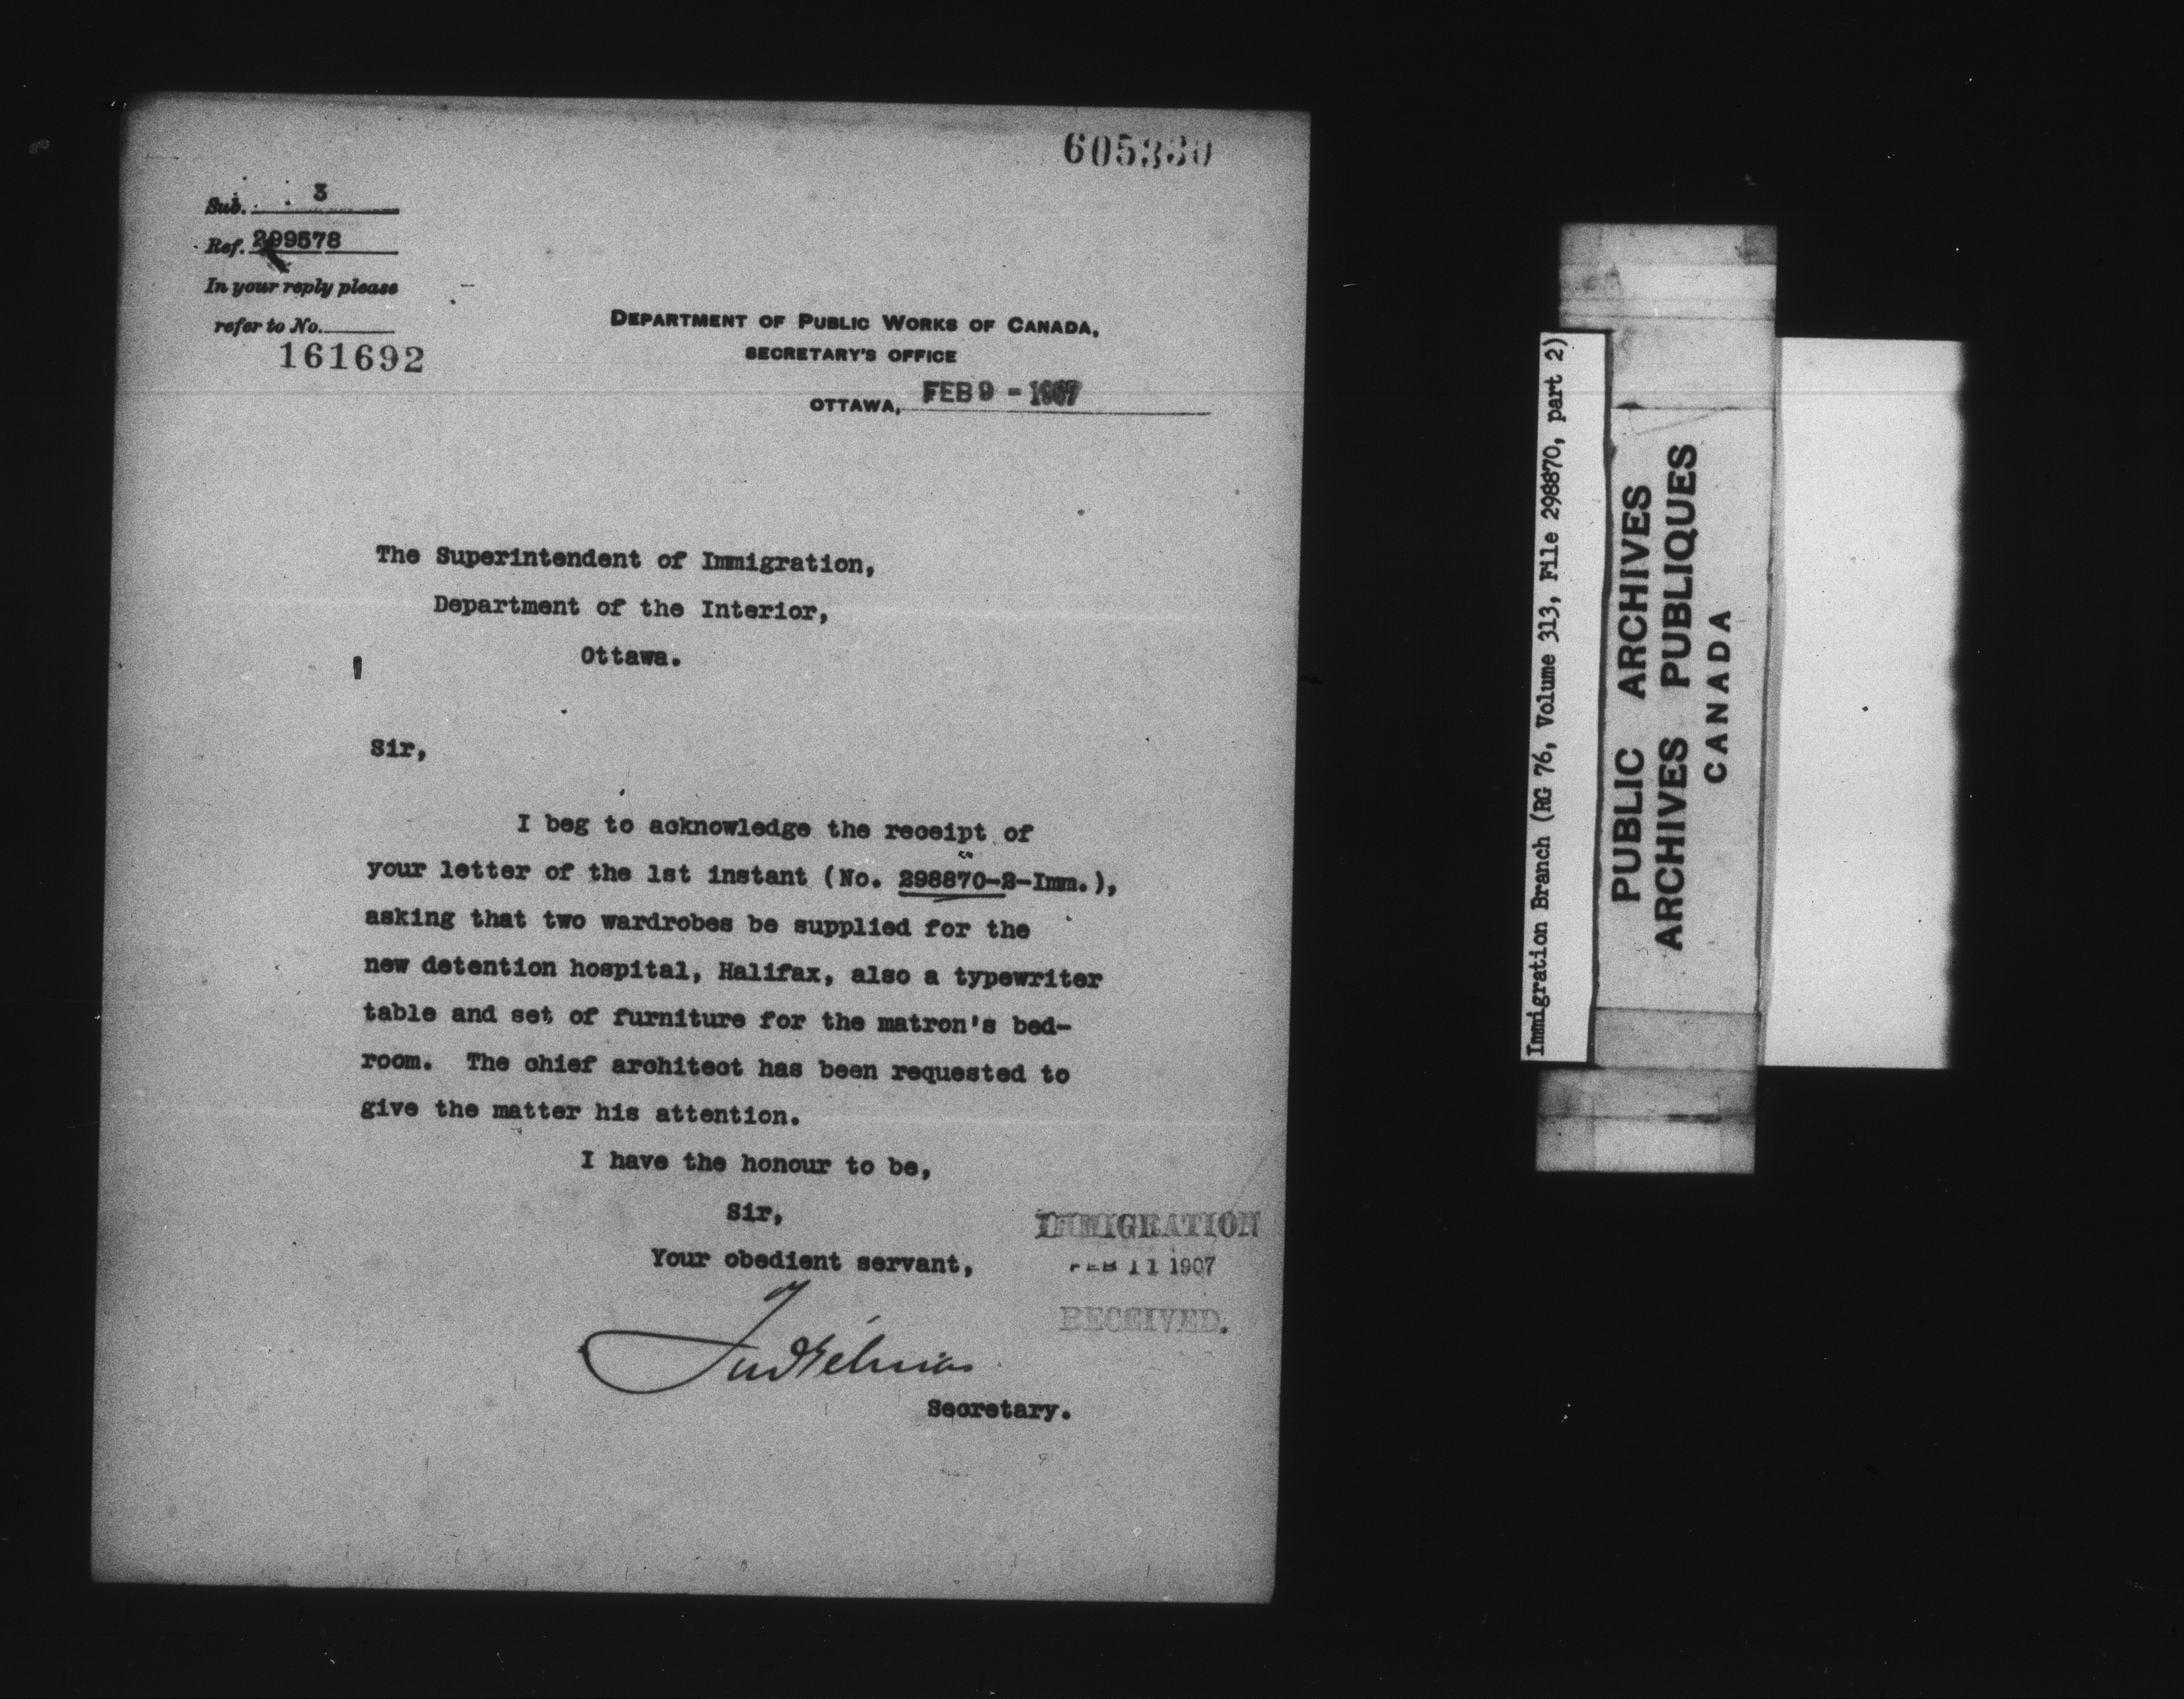 605330
Sub. 3
Ref. 299578
In your reply please
refer to No.
161692
DEPARTMENT OF PUBLIC WORKS OF CANADA,
SECRETARY'S OFFICE
OTTAWA, FEB 9 - 1907
The Superintendent of Immigration,
Department of the Interior,
Ottawa.
Sir,
I beg to acknowledge the receipt of
your letter of the 1st instant (No. 298870-2-Imm.),
asking that two wardrobes be supplied for the
new detention hospital, Halifax, also a typewriter
table and set of furniture for the matron's bed-
room. The chief architect has been requested to
give the matter his attention.
I have the honour to be,
Sir,
Your obedient servant,
Secretary.
IMMIGRATION
FEB 11 1907
RECEIVED.
Immigration Branch (RG 76, Volume 313, File 298870, part 2)
PUBLIC ARCHIVES
ARCHIVES PUBLIQUES
CANADA